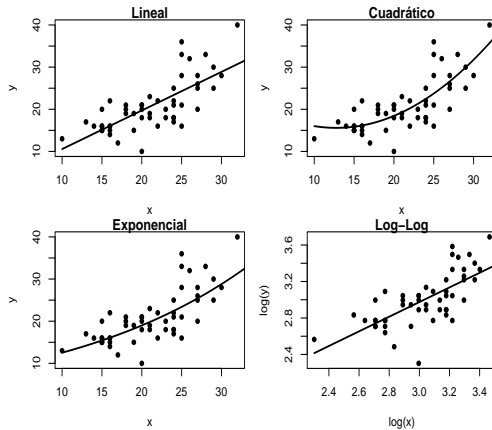 Lineal
y
10 20 30 40
10 15 20 25 30
x
Cuadrático
y
10 20 30 40
10 15 20 25 30
x
Exponencial
y
10 20 30 40
10 15 20 25 30
x
Log−Log
log(y)
2.4 2.8 3.2 3.6
2.4 2.6 2.8 3.0 3.2 3.4
log(x)